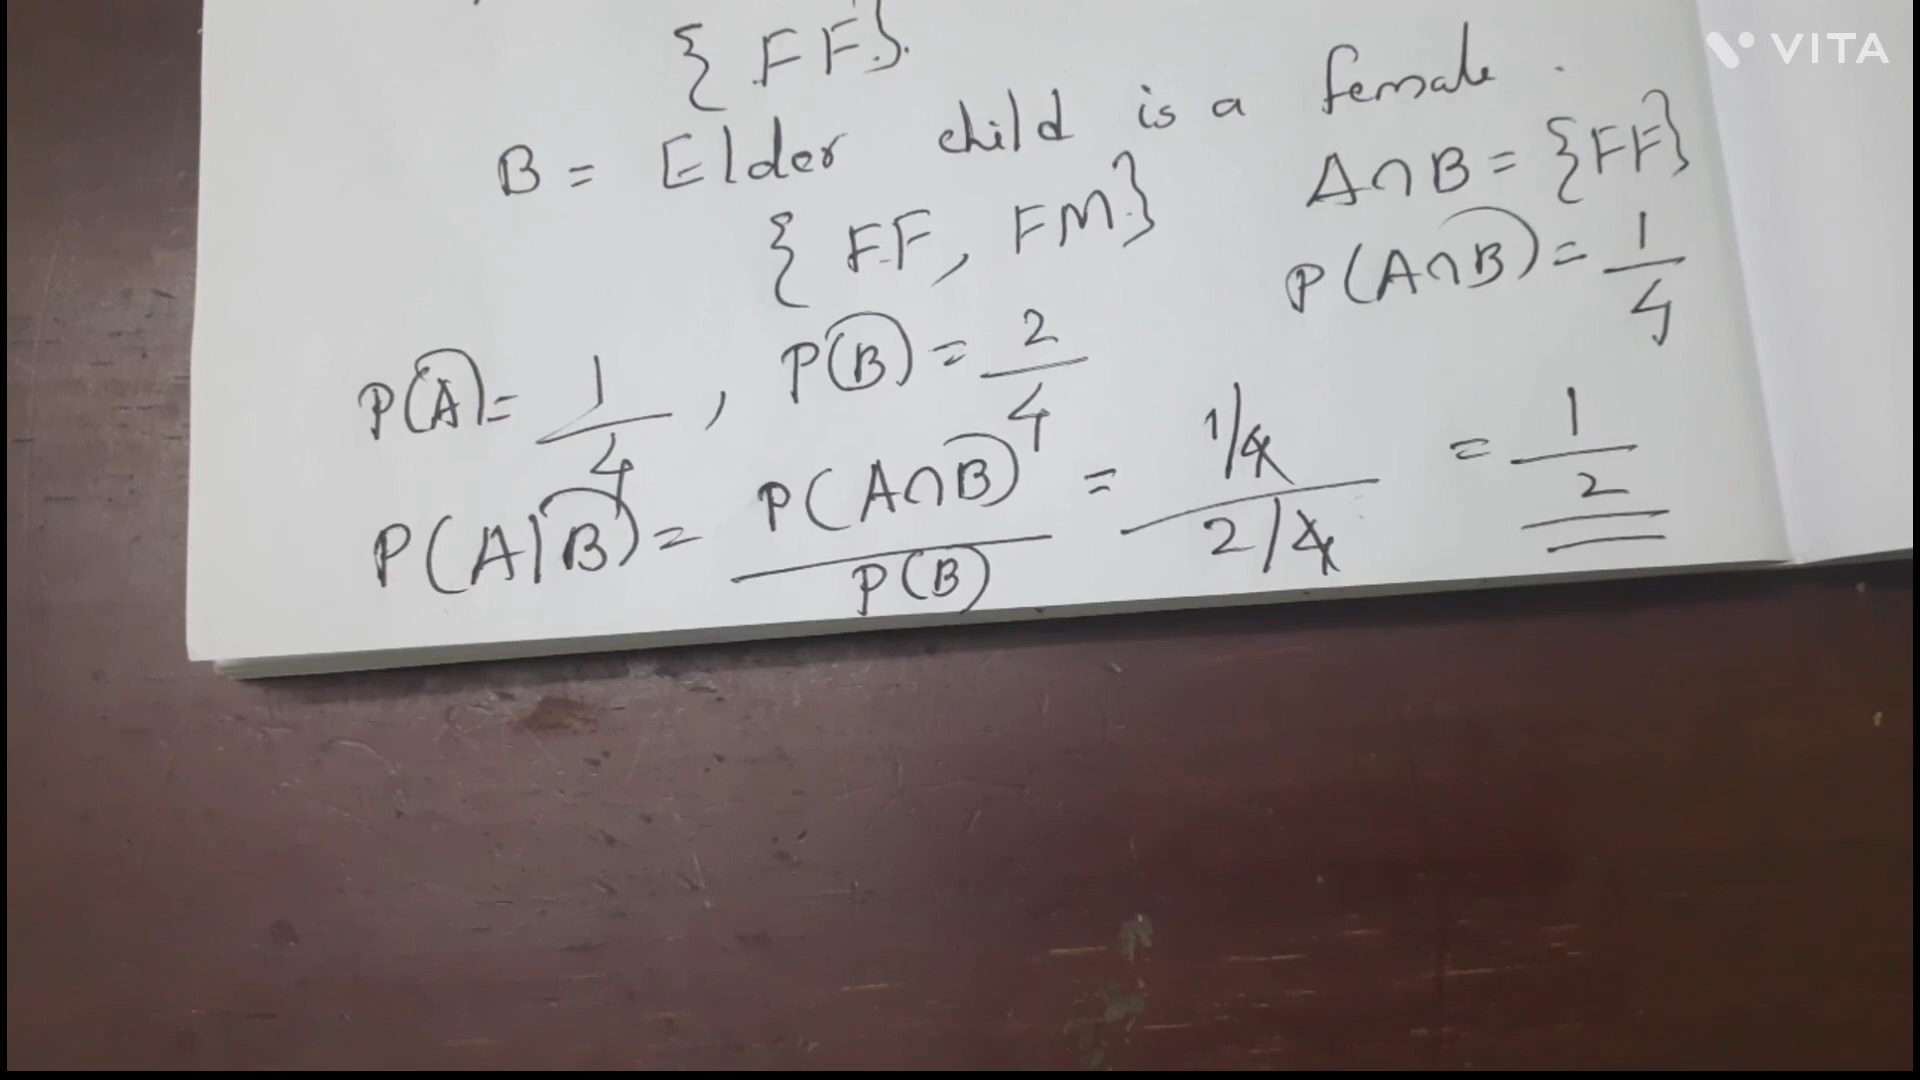 {FF}.
VITA
B = Elder child is a female.
{FF, FM}
A∩B = {FF}
P(A∩B) = 1/4
P(A) = 1/4, P(B) = 2/4
P(A|B) = P(A∩B)/P(B) = 1/4 / 2/4 = 1/2